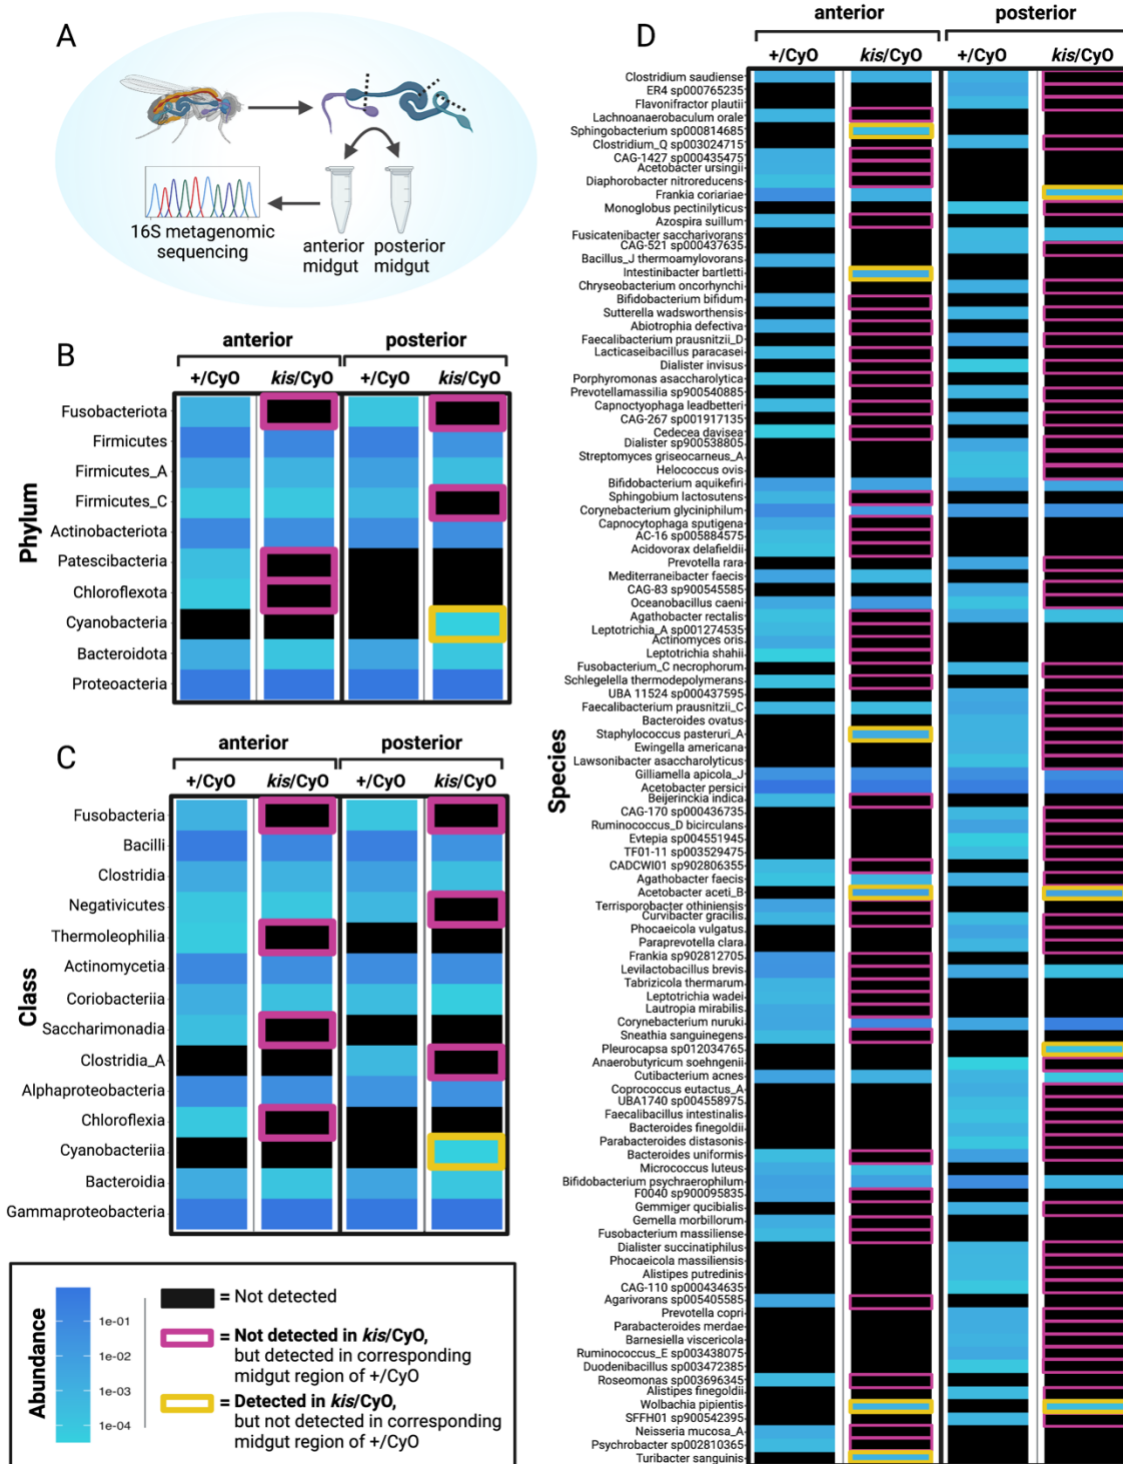 A
16S metagenomic
sequencing
anterior
midgut
posterior
midgut
B
anterior
posterior
+/CyO
kis/CyO
+/CyO
kis/CyO
Phylum
Fusobacteriota
Firmicutes
Firmicutes_A
Firmicutes_C
Actinobacteriota
Patescibacteria
Chloroflexota
Cyanobacteria
Bacteroidota
Proteobacteria
C
anterior
posterior
+/CyO
kis/CyO
+/CyO
kis/CyO
Class
Fusobacteria
Bacilli
Clostridia
Negativicutes
Thermoleophilia
Actinomycetia
Coriobacteriia
Saccharimonadia
Clostridia_A
Alphaproteobacteria
Chloroflexia
Cyanobacteriia
Bacteroidia
Gammaproteobacteria
Abundance
1e-01
1e-02
1e-03
1e-04
= Not detected
= Not detected in kis/CyO,
but detected in corresponding
midgut region of +/CyO
= Detected in kis/CyO,
but not detected in corresponding
midgut region of +/CyO
D
anterior
posterior
+/CyO
kis/CyO
+/CyO
kis/CyO
Species
Clostridium saudiense
ER4 sp000765235
Flavonifractor plautii
Lachnoanaerobaculum orale
Sphingobacterium sp000814685
Clostridium_Q sp003024715
CAG-1427 sp000435475
Acetobacter ursingii
Diaphorobacter nitroreducens
Frankia coriariae
Monoglobus pectinilyticus
Azospira suillum
Fusicatenibacter saccharivorans
CAG-521 sp000437635
Bacillus_J thermoamylovorans
Intestinibacter bartletti
Chryseobacterium oncorhynchi
Bifidobacterium bifidum
Sutterella wadsworthensis
Abiotrophia defectiva
Faecalibacterium prausnitzii_D
Lacticaseibacillus paracasei
Dialister invisus
Porphyromonas asaccharolytica
Prevotellamassilia sp900540885
Capnoctyophaga leadbetteri
CAG-267 sp001917135
Cedecea davisea
Dialister sp900538805
Streptomyces griseocarneus_A
Helococcus ovis
Bifidobacterium aquikefiri
Sphingobium lactosutens
Corynebacterium glyciniphilum
Capnocytophaga sputigena
AC-16 sp005884575
Acidovorax delafieldii
Prevotella rara
Mediterraneibacter faecis
CAG-83 sp900545585
Oceanobacillus caeni
Agathobacter rectalis
Leptotrichia_A sp001274535
Actinomyces oris
Leptotrichia shahii
Fusobacterium_C necrophorum
Schlegelella thermodepolymerans
UBA 11524 sp000437595
Faecalibacterium prausnitzii_C
Bacteroides ovatus
Staphylococcus pasteruri_A
Ewingella americana
Lawsonibacter asaccharolyticus
Gilliamella apicola_J
Acetobacter persici
Beijerinckia indica
CAG-170 sp000436735
Ruminococcus_D bicirculans
Evtepia sp004551945
TF01-11 sp003529475
CADCWI01 sp902806355
Agathobacter faecis
Acetobacter aceti_B
Terrisporobacter othiniensis
Curvibacter gracilis
Phocaeicola vulgatus
Paraprevotella clara
Frankia sp902812705
Levilactobacillus brevis
Tabrizicola thermarum
Leptotrichia wadei
Lautropia mirabilis
Corynebacterium nuruki
Sneathia sanguinegens
Pleurocapsa sp012034765
Anaerobutyricum soehngenii
Cutibacterium acnes
Coprococcus eutactus_A
UBA1740 sp004558975
Faecalibacillus intestinalis
Bacteroides finegoldii
Parabacteroides distasonis
Bacteroides uniformis
Micrococcus luteus
Bifidobacterium psychraerophilum
F0040 sp900095835
Gemmiger qucibialis
Gemella morbillorum
Fusobacterium massiliense
Dialister succinatiphilus
Phocaeicola massiliensis
Alistipes putredinis
CAG-110 sp000434635
Agarivorans sp005405585
Prevotella copri
Parabacteroides merdae
Barnesiella viscericola
Ruminococcus_E sp003438075
Duodenibacillus sp003472385
Roseomonas sp003696345
Alistipes finegoldii
Wolbachia pipientis
SFFH01 sp900542395
Neisseria mucosa_A
Psychrobacter sp002810365
Turibacter sanguinis